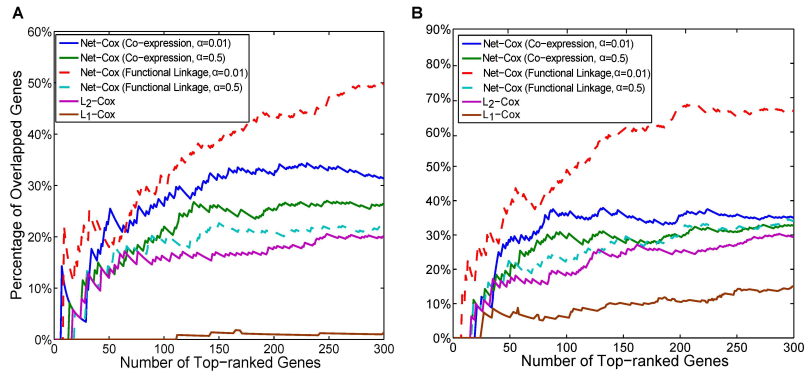 A
60%
50%
40%
30%
20%
10%
0%
Percentage of Overlapped Genes
Net−Cox (Co−expression, α=0.01)
Net−Cox (Co−expression, α=0.5)
Net−Cox (Functional Linkage,α=0.01)
Net−Cox (Functional Linkage, α=0.5)
L2−Cox
L1−Cox
0 50 100 150 200 250 300
Number of Top−ranked Genes
B
90%
80%
70%
60%
50%
40%
30%
20%
10%
0%
Net−Cox (Co−expression, α=0.01)
Net−Cox (Co−expression, α=0.5)
Net−Cox (Functional Linkage,α=0.01)
Net−Cox (Functional Linkage, α=0.5)
L2−Cox
L1−Cox
0 50 100 150 200 250 300
Number of Top−ranked Genes